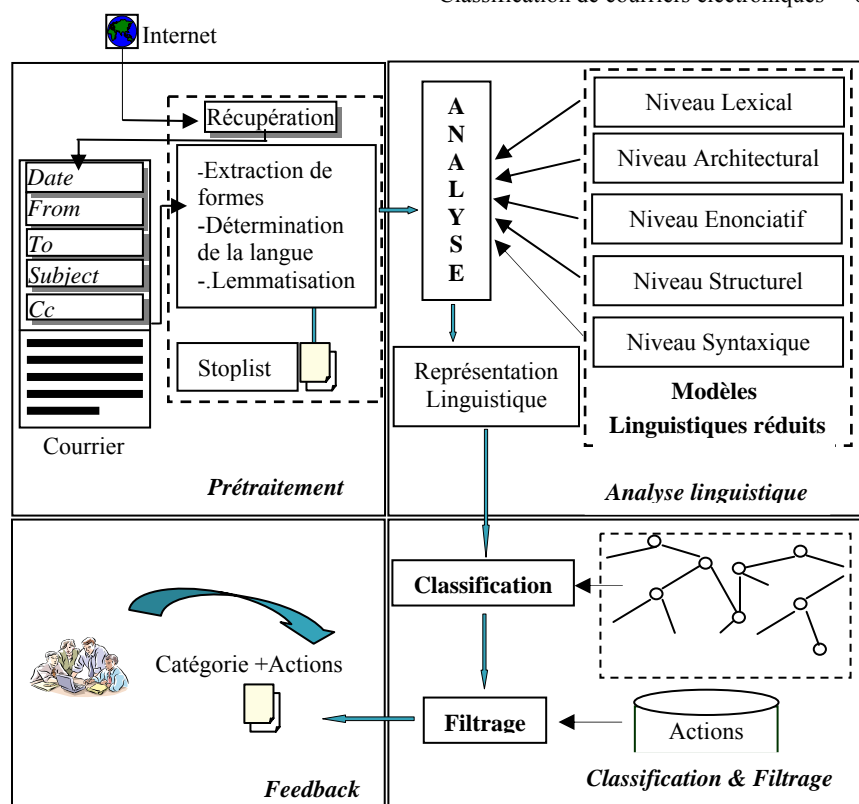 Classification de courriers électroniques
Internet
Récupération
Date
From
To
Subject
Cc
Courrier
-Extraction de
formes
-Détermination
de la langue
-.Lemmatisation
Stoplist
Prétraitement
A
N
A
L
Y
S
E
Niveau Lexical
Niveau Architectural
Niveau Enonciatif
Niveau Structurel
Niveau Syntaxique
Modèles
Linguistiques réduits
Représentation
Linguistique
Analyse linguistique
Catégorie +Actions
Feedback
Classification
Filtrage
Actions
Classification & Filtrage